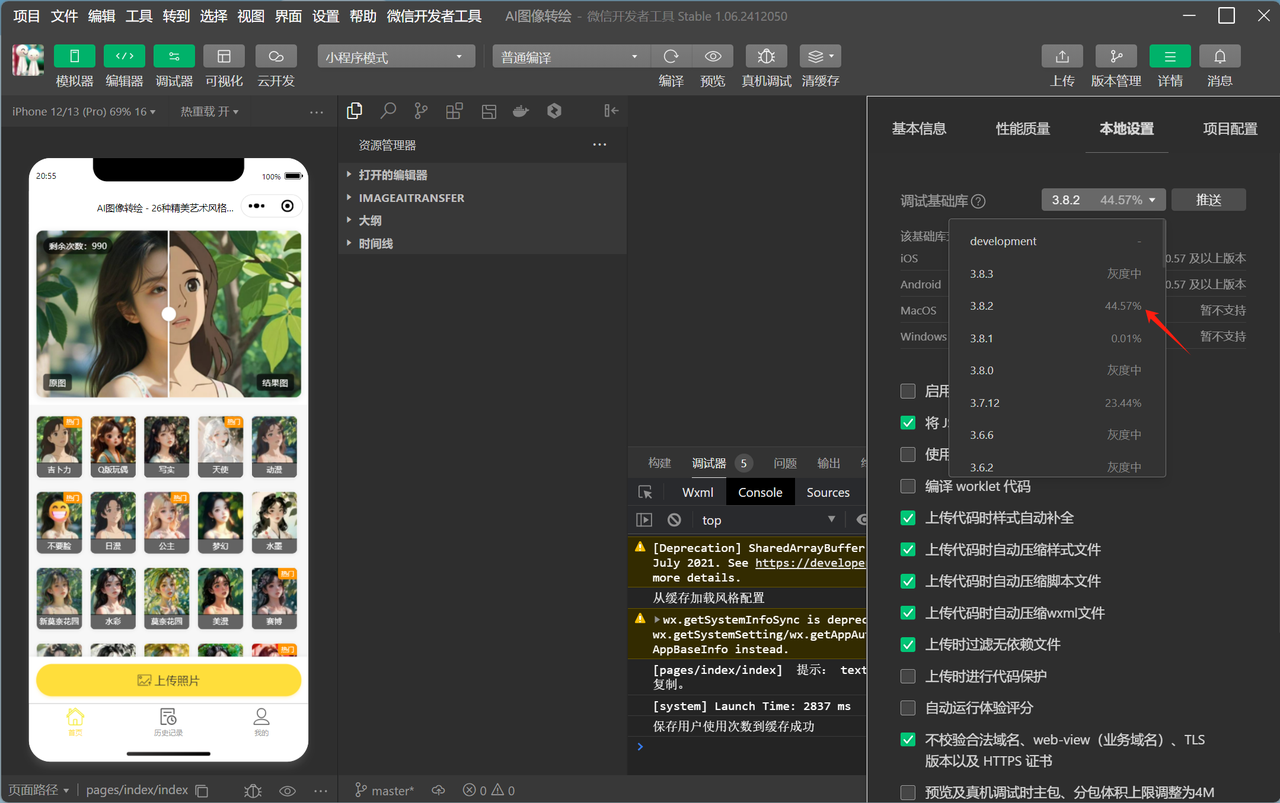 项目 文件 编辑 工具 转到 选择 视图 界面 设置 帮助 微信开发者工具
AI图像转绘 - 微信开发者工具 Stable 1.06.2412050
模拟器 编辑器 调试器 可视化 云开发
小程序模式
普通编译
编译 预览 真机调试 清缓存
上传 版本管理 详情 消息
iPhone 12/13 (Pro) 69% 16
热重载 开
20:55
100%
AI图像转绘 - 26种精美艺术风格...
剩余次数：990
原图
结果图
热门 热门
吉卜力 Q版玩偶 写实 天使 动漫
热门 热门
不要脸 日漫 公主 梦幻 水墨
热门
新莫奈花园 水彩 莫奈花园 美漫 赛博
热门
上传照片
首页 历史记录 我的
页面路径
pages/index/index
资源管理器
打开的编辑器
IMAGEAITRANSFER
大纲
时间线
master*
0 0
构建 调试器 5 问题 输出
Wxml Console Sources
top
[Deprecation] SharedArrayBuffer
July 2021. See https://develope
more details.
从缓存加载风格配置
wx.getSystemInfoSync is deprec
wx.getSystemSetting/wx.getAppAu
AppBaseInfo instead.
[pages/index/index] 提示: text
复制。
[system] Launch Time: 2837 ms
保存用户使用次数到缓存成功
基本信息 性能质量 本地设置 项目配置
调试基础库 ?
3.8.2 44.57%
推送
该基础库
iOS
0.57 及以上版本
Android
0.57 及以上版本
MacOS
暂不支持
Windows
暂不支持
development -
3.8.3 灰度中
3.8.2 44.57%
3.8.1 0.01%
3.8.0 灰度中
3.7.12 23.44%
3.6.6 灰度中
3.6.2 灰度中
启用
将 J
使用
编译 worklet 代码
上传代码时样式自动补全
上传代码时自动压缩样式文件
上传代码时自动压缩脚本文件
上传代码时自动压缩wxml文件
上传时过滤无依赖文件
上传时进行代码保护
自动运行体验评分
不校验合法域名、web-view（业务域名）、TLS
版本以及 HTTPS 证书
预览及真机调试时主包、分包体积上限调整为4M